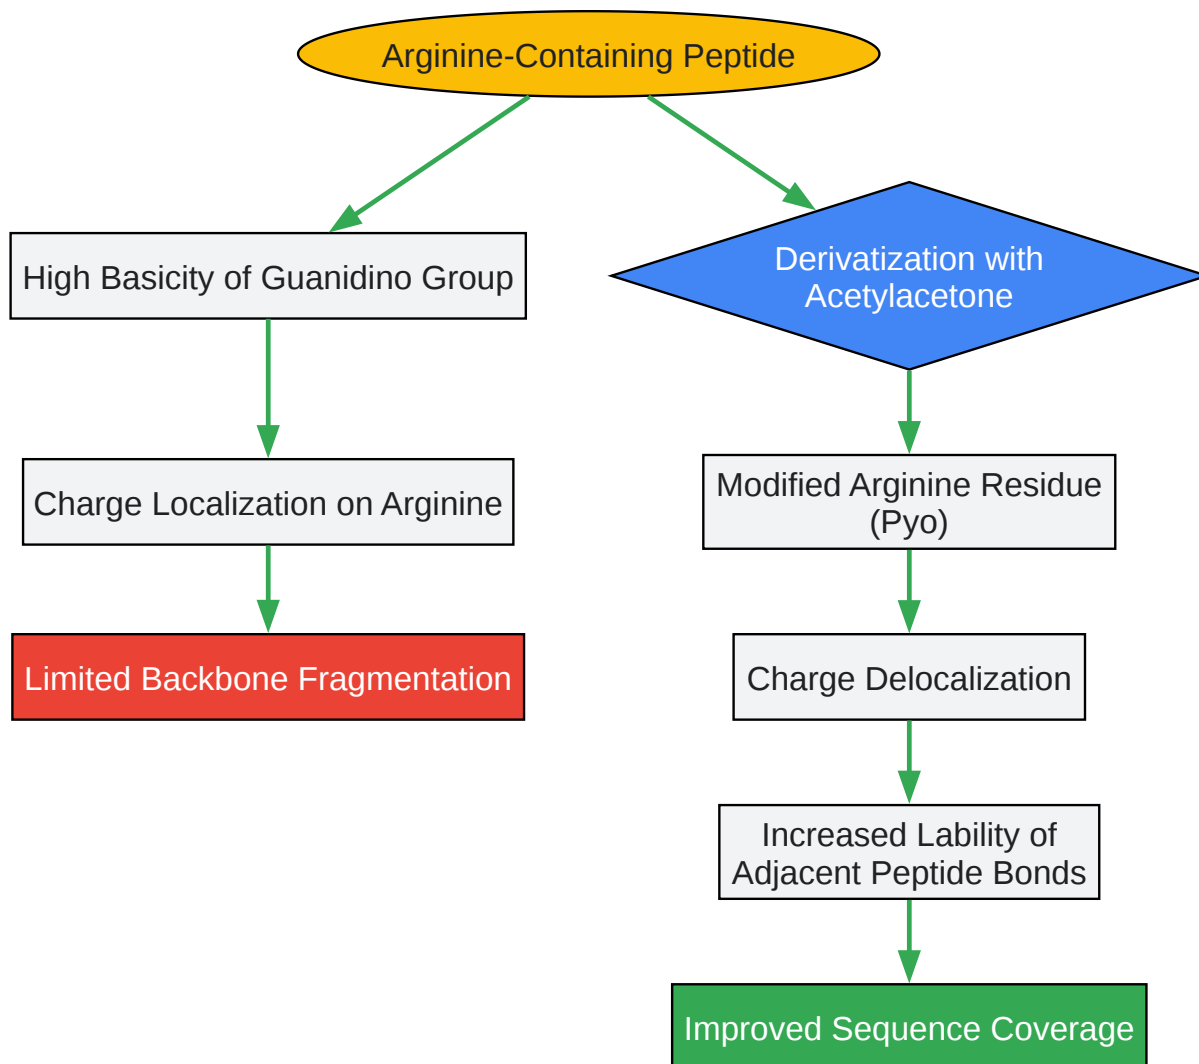 Arginine-Containing Peptide
High Basicity of Guanidino Group
Charge Localization on Arginine
Limited Backbone Fragmentation
Derivatization with
Acetylacetone
Modified Arginine Residue
(Pyo)
Charge Delocalization
Increased Lability of
Adjacent Peptide Bonds
Improved Sequence Coverage